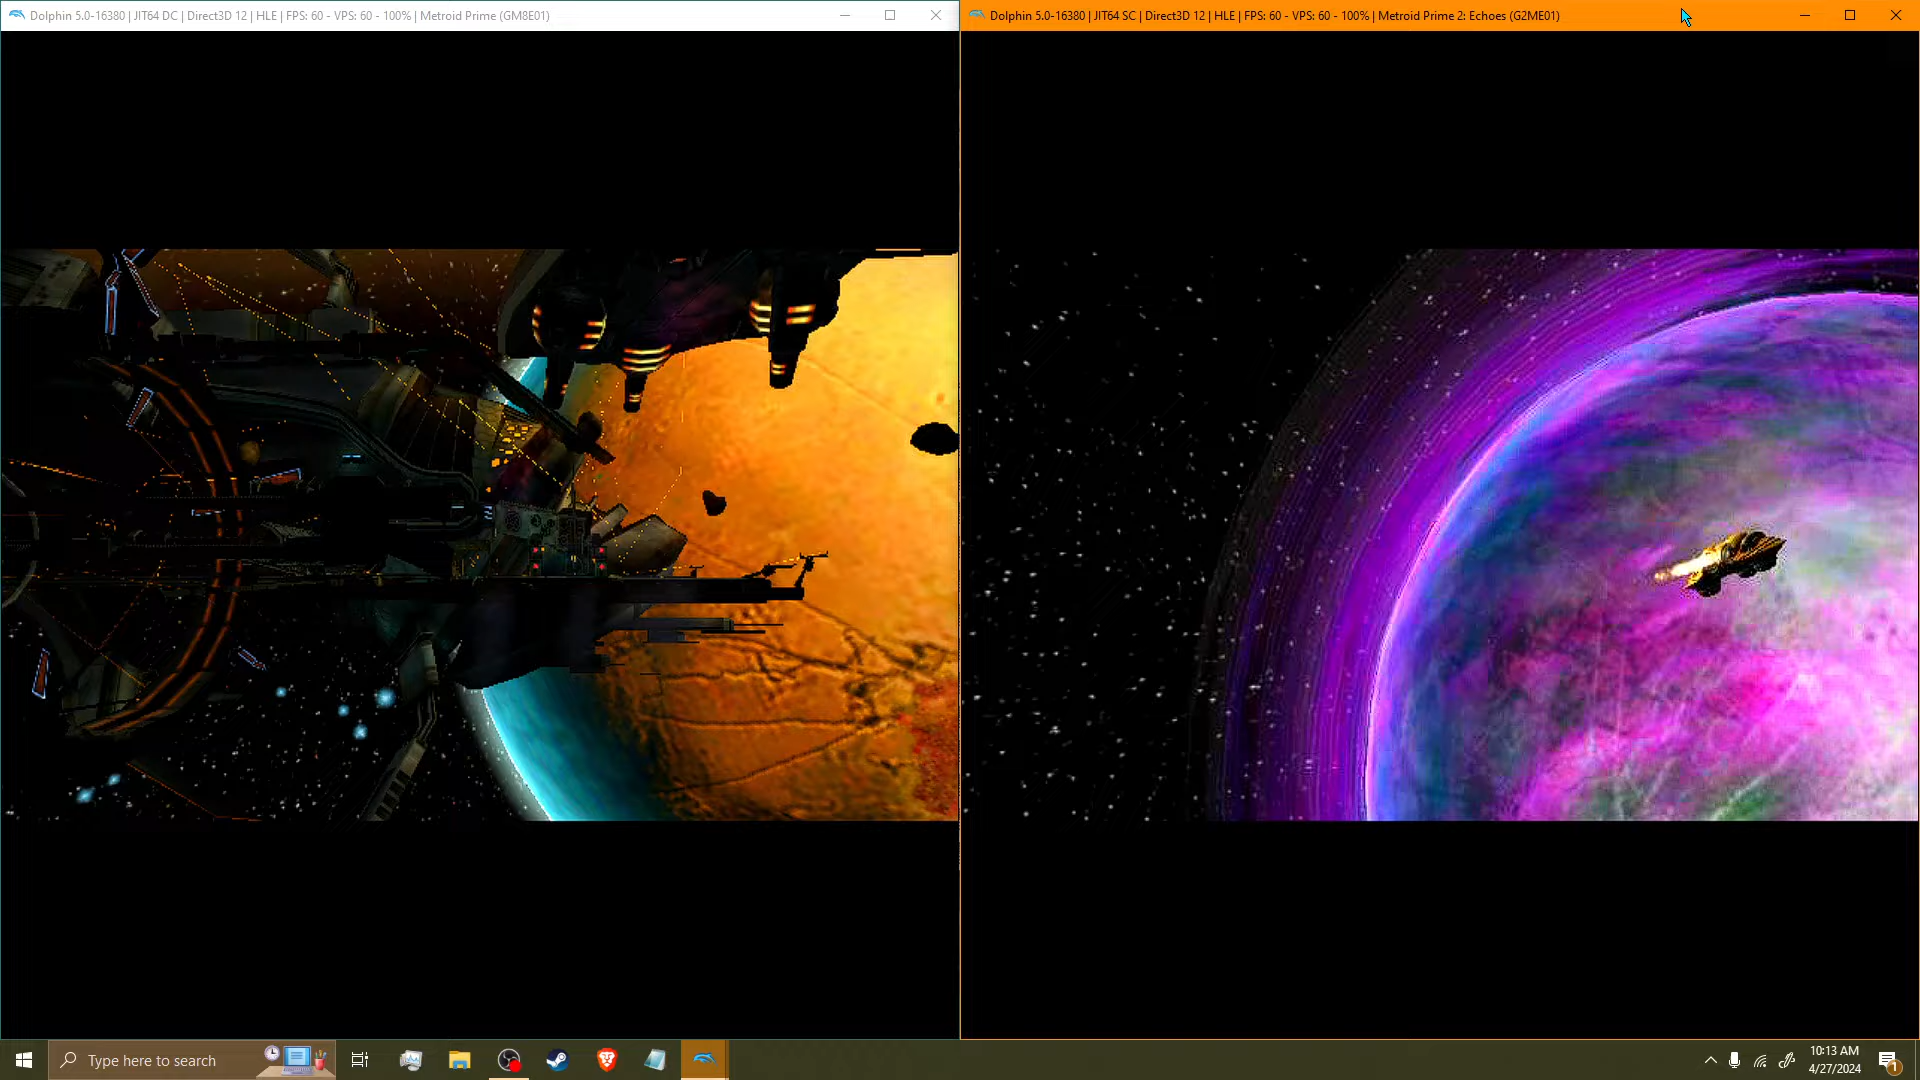 Dolphin 5.0-16380 | JIT64 DC | Direct3D 12 | HLE | FPS: 60 - VPS: 60 - 100% | Metroid Prime (GM8E01)
Dolphin 5.0-16380 | JIT64 SC | Direct3D 12 | HLE | FPS: 60 - VPS: 60 - 100% | Metroid Prime 2: Echoes (G2ME01)
Type here to search
10:13 AM
4/27/2024
1